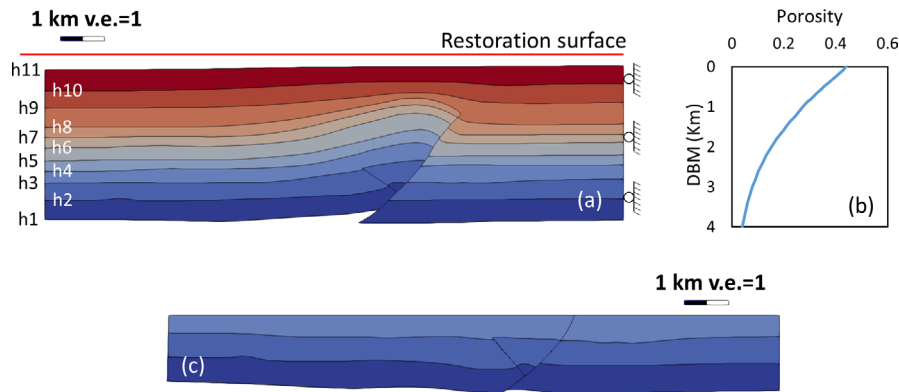 1 km v.e.=1
Restoration surface
h11
h10
h9
h8
h7
h6
h5
h4
h3
h2
h1
(a)
Porosity
0 0.2 0.4 0.6
0
1
2
3
4
DBM (Km)
(b)
1 km v.e.=1
(c)